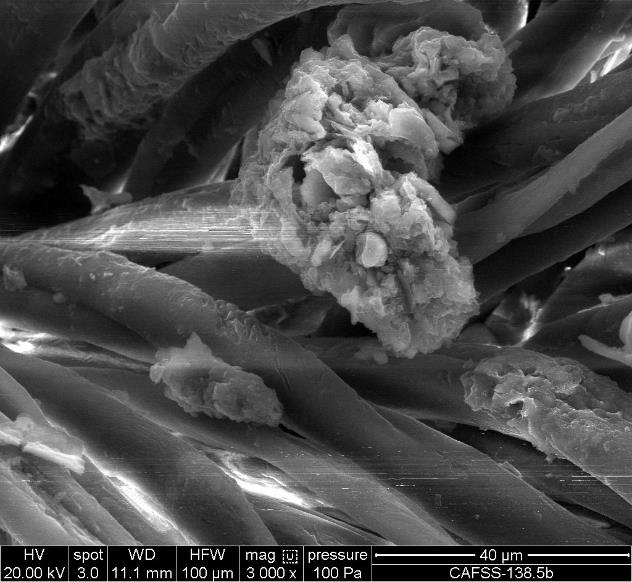 HV spot WD HFW mag pressure 40 µm
20.00 kV 3.0 11.1 mm 100 µm 3 000 x 100 Pa CAFSS-138.5b